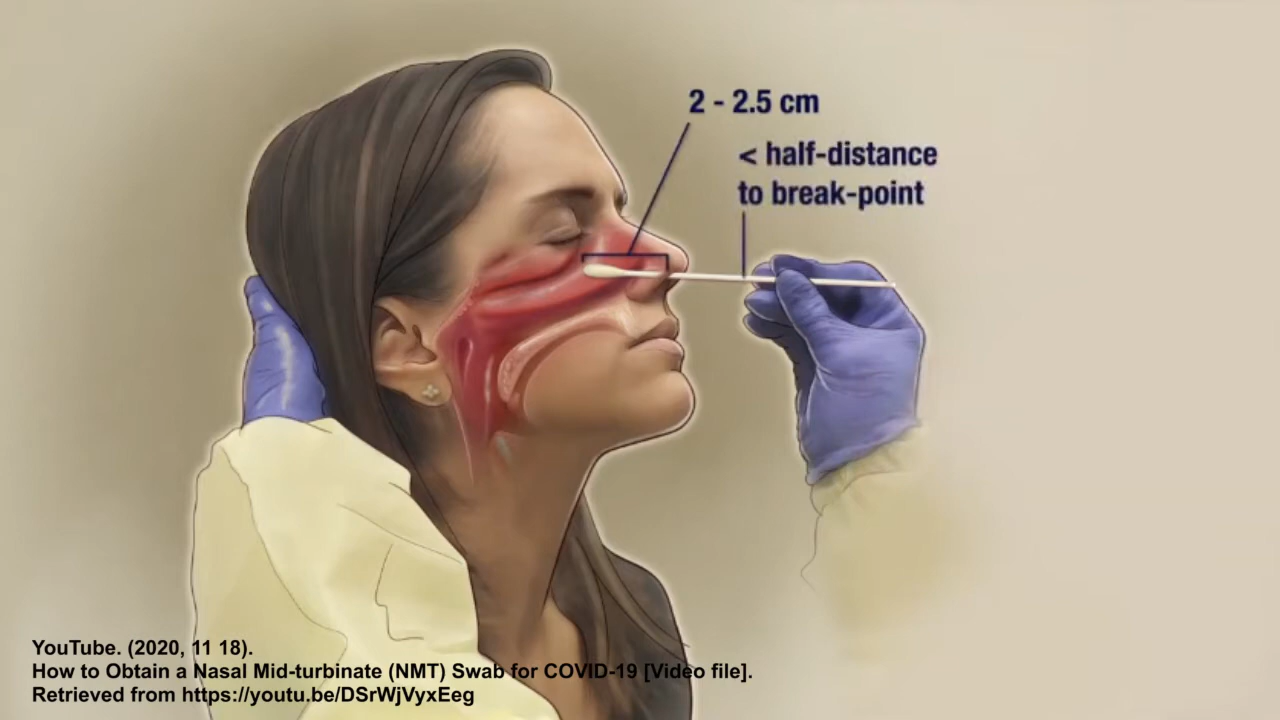 2 - 2.5 cm
< half-distance
to break-point
YouTube. (2020, 11 18).
How to Obtain a Nasal Mid-turbinate (NMT) Swab for COVID-19 [Video file].
Retrieved from https://youtu.be/DSrWjVyxEeg